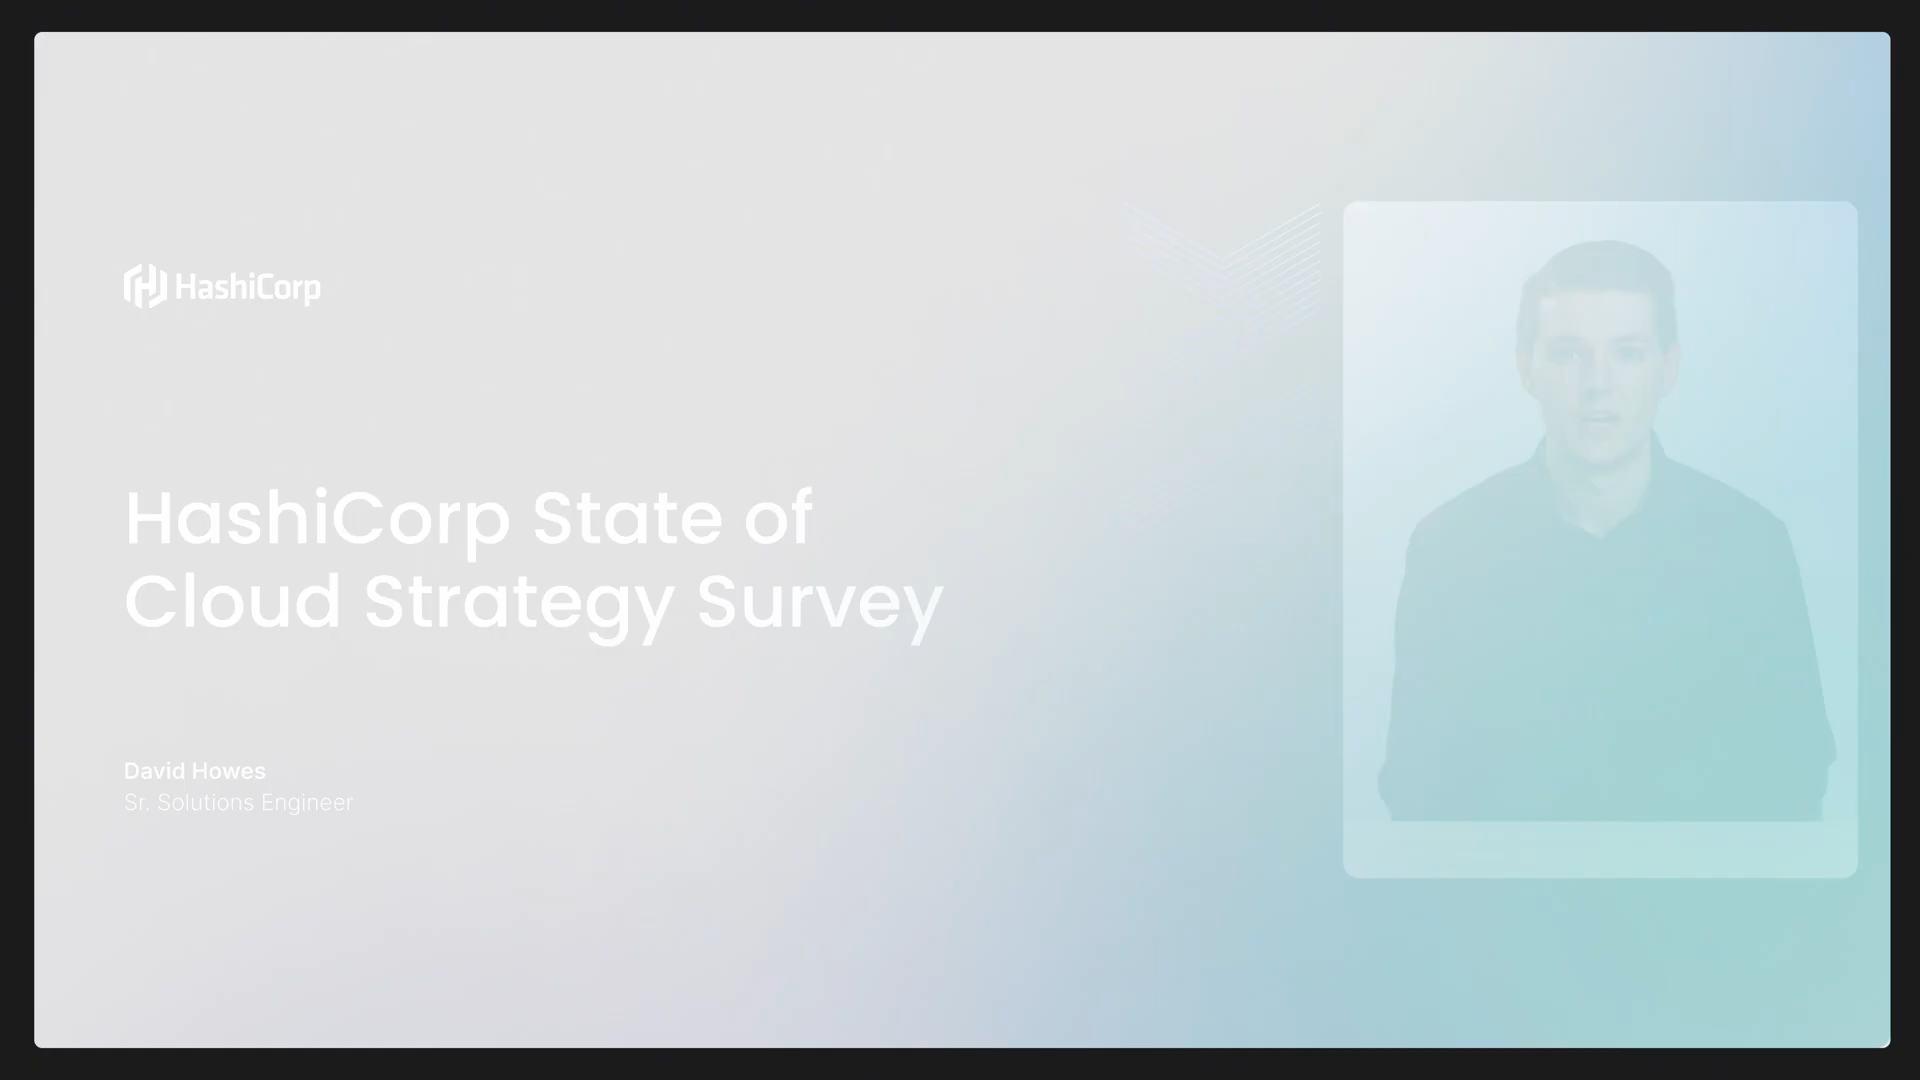 HashiCorp
HashiCorp State of
Cloud Strategy Survey
David Howes
Sr. Solutions Engineer